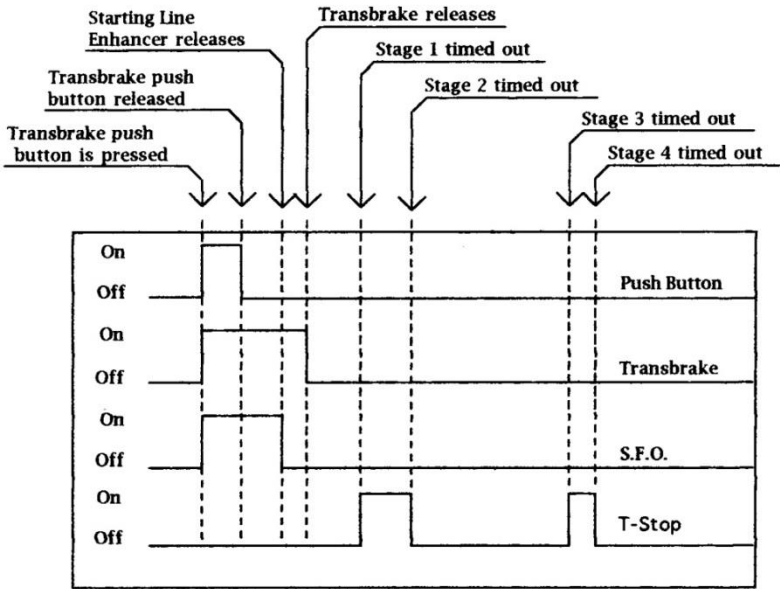 Starting Line
Enhancer releases
Transbrake releases
Stage 1 timed out
Transbrake push
button released
Stage 2 timed out
Stage 3 timed out
Transbrake push
button is pressed
Stage 4 timed out
On
Off
Push Button
On
Off
Transbrake
On
Off
S.F.O.
On
Off
T-Stop